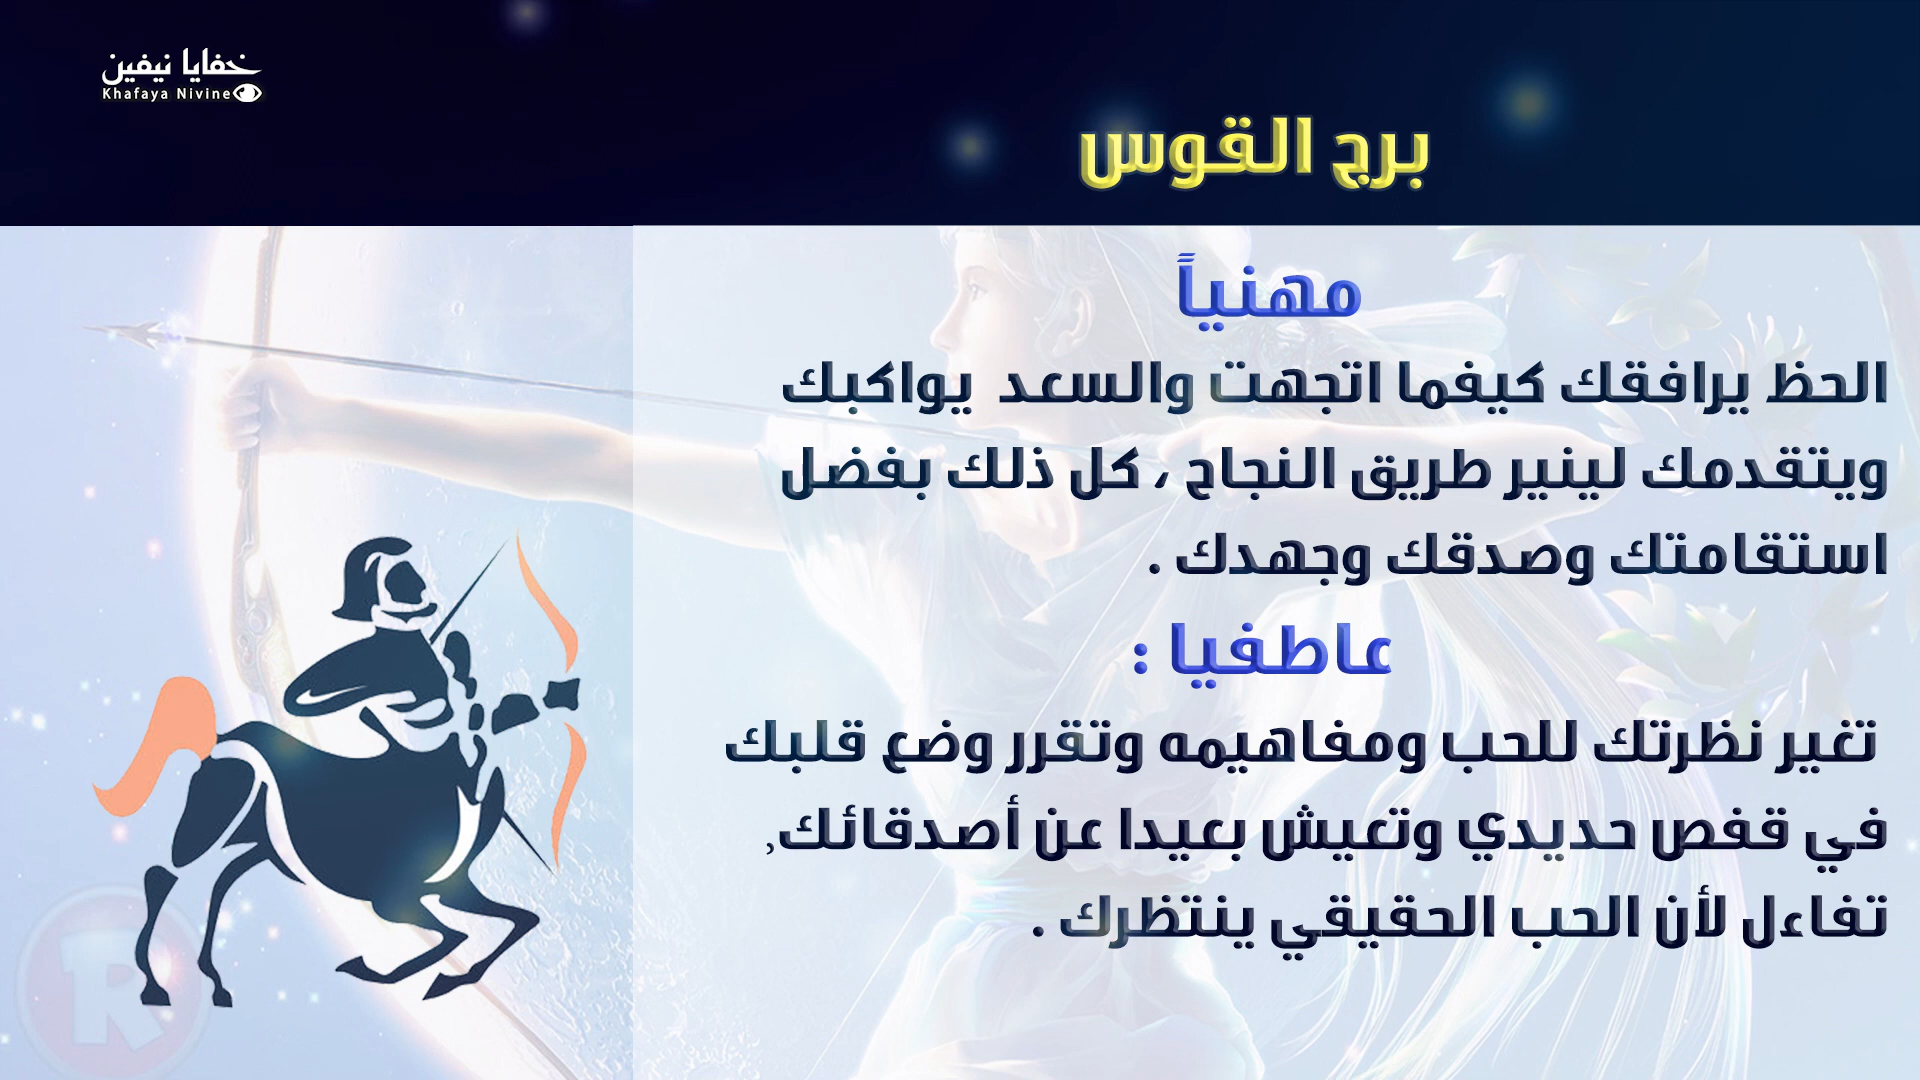 خفايا نيفين
Khafaya Nivine
برج القوس
مهنياً
الحظ يرافقك كيفما اتجهت والسعد يواكبك
ويتقدمك لينير طريق النجاح ، كل ذلك بفضل
استقامتك وصدقك وجهدك .
عاطفيا :
تغير نظرتك للحب ومفاهيمه وتقرر وضع قلبك
في قفص حديدي وتعيش بعيدا عن أصدقائك,
تفاءل لأن الحب الحقيقي ينتظرك .
R